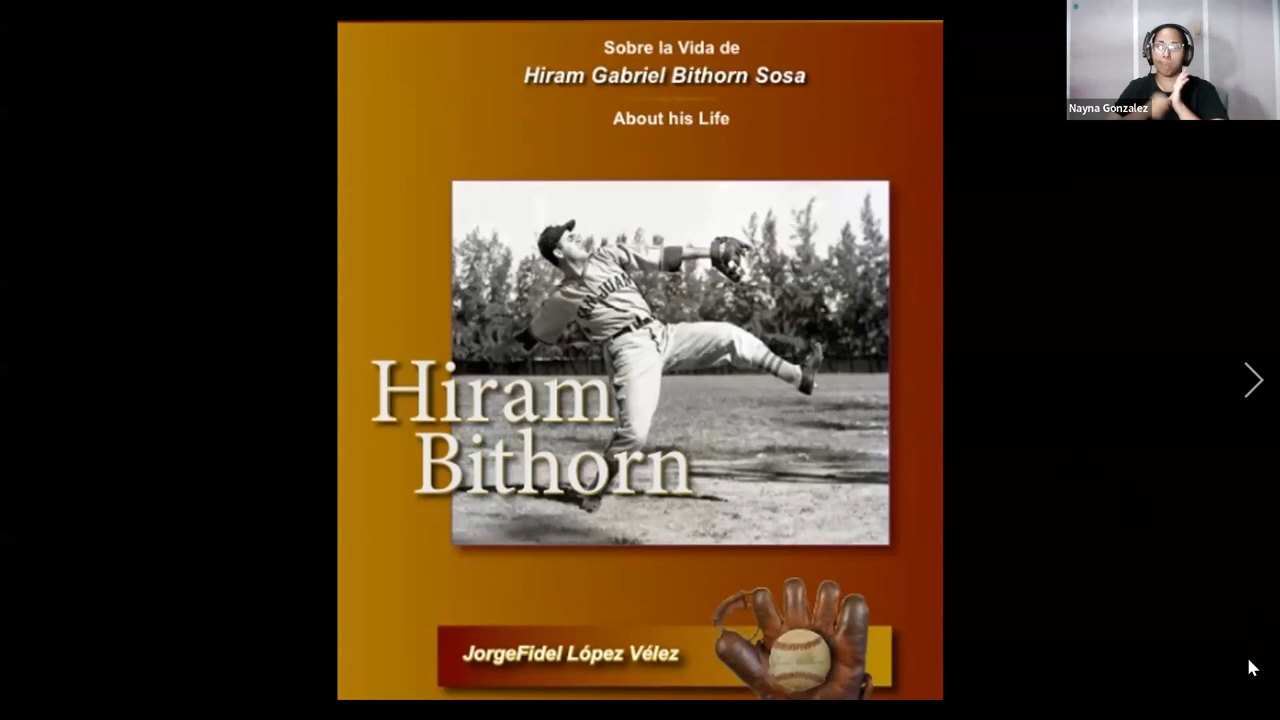 Sobre la Vida de
Hiram Gabriel Bithorn Sosa
About his Life
Nayna Gonzalez
Hiram
Bithorn
JorgeFidel López Vélez